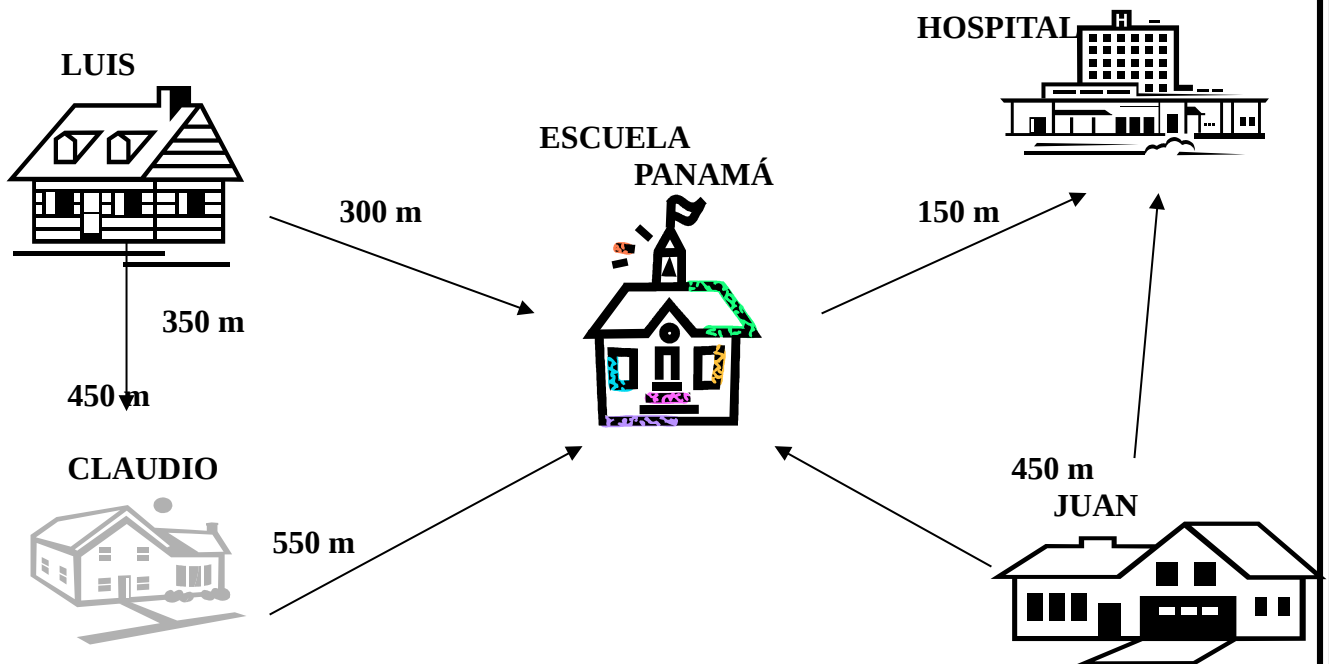 HOSPITAL
LUIS
ESCUELA
PANAMÁ
300 m
150 m
350 m
450 m
CLAUDIO
450 m
JUAN
550 m